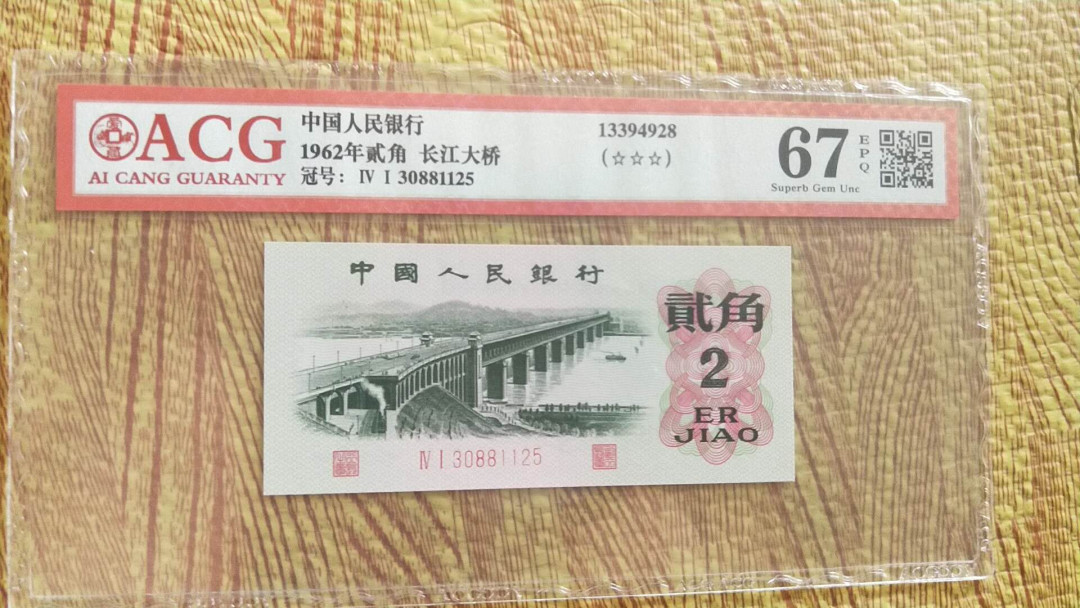 ACG
AI CANG GUARANTY
中国人民银行
1962年贰角 长江大桥
冠号: Ⅳ Ⅰ 30881125
13394928
(☆☆☆)
67
EPQ
Superb Gem Unc
中國人民銀行
貳角
2
ER
JIAO
Ⅳ Ⅰ 30881125